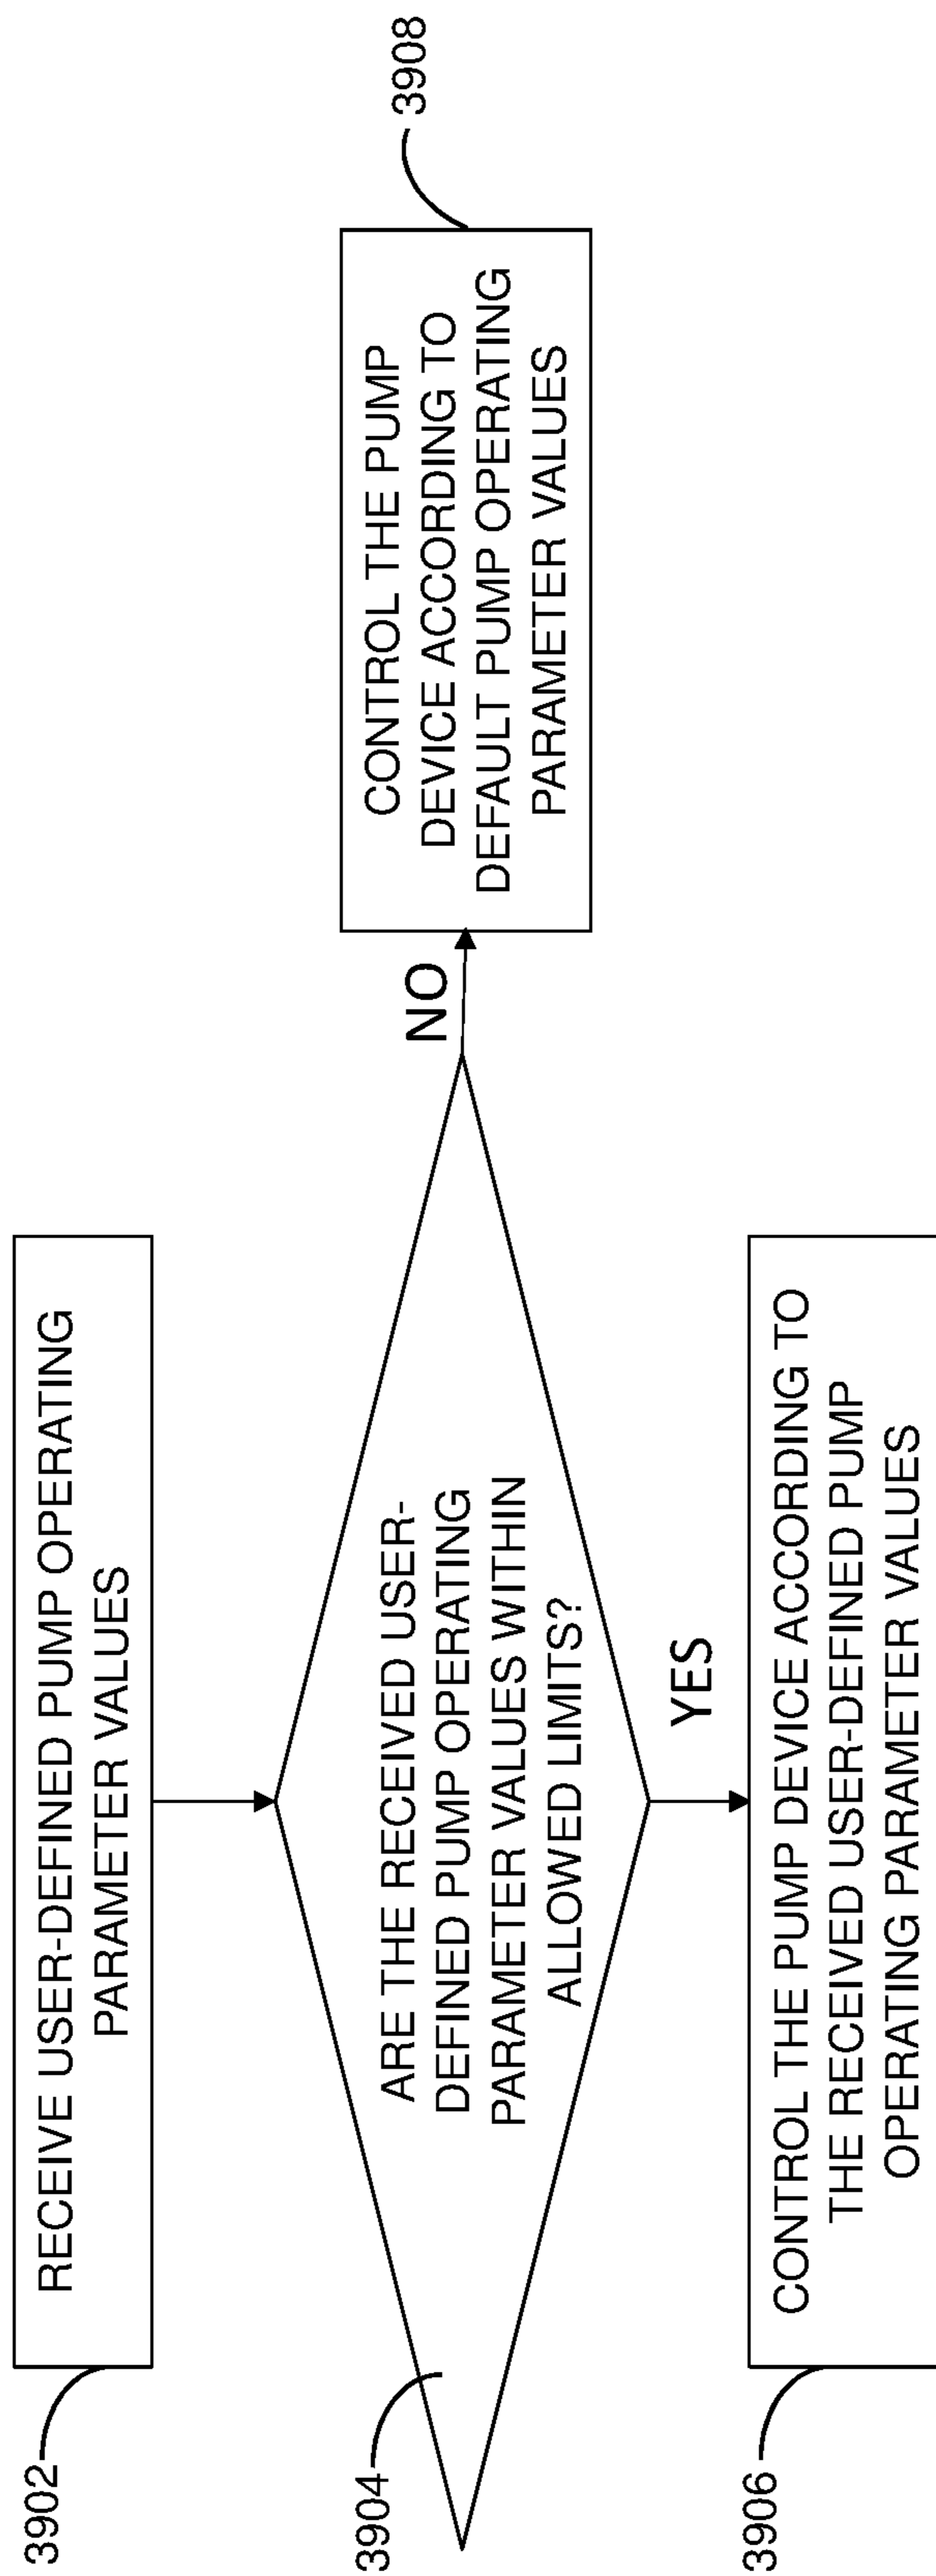 3902
RECEIVE USER-DEFINED PUMP OPERATING
PARAMETER VALUES
3904
ARE THE RECEIVED USER-
DEFINED PUMP OPERATING
PARAMETER VALUES WITHIN
ALLOWED LIMITS?
NO
CONTROL THE PUMP
DEVICE ACCORDING TO
DEFAULT PUMP OPERATING
PARAMETER VALUES
3908
YES
3906
CONTROL THE PUMP DEVICE ACCORDING TO
THE RECEIVED USER-DEFINED PUMP
OPERATING PARAMETER VALUES